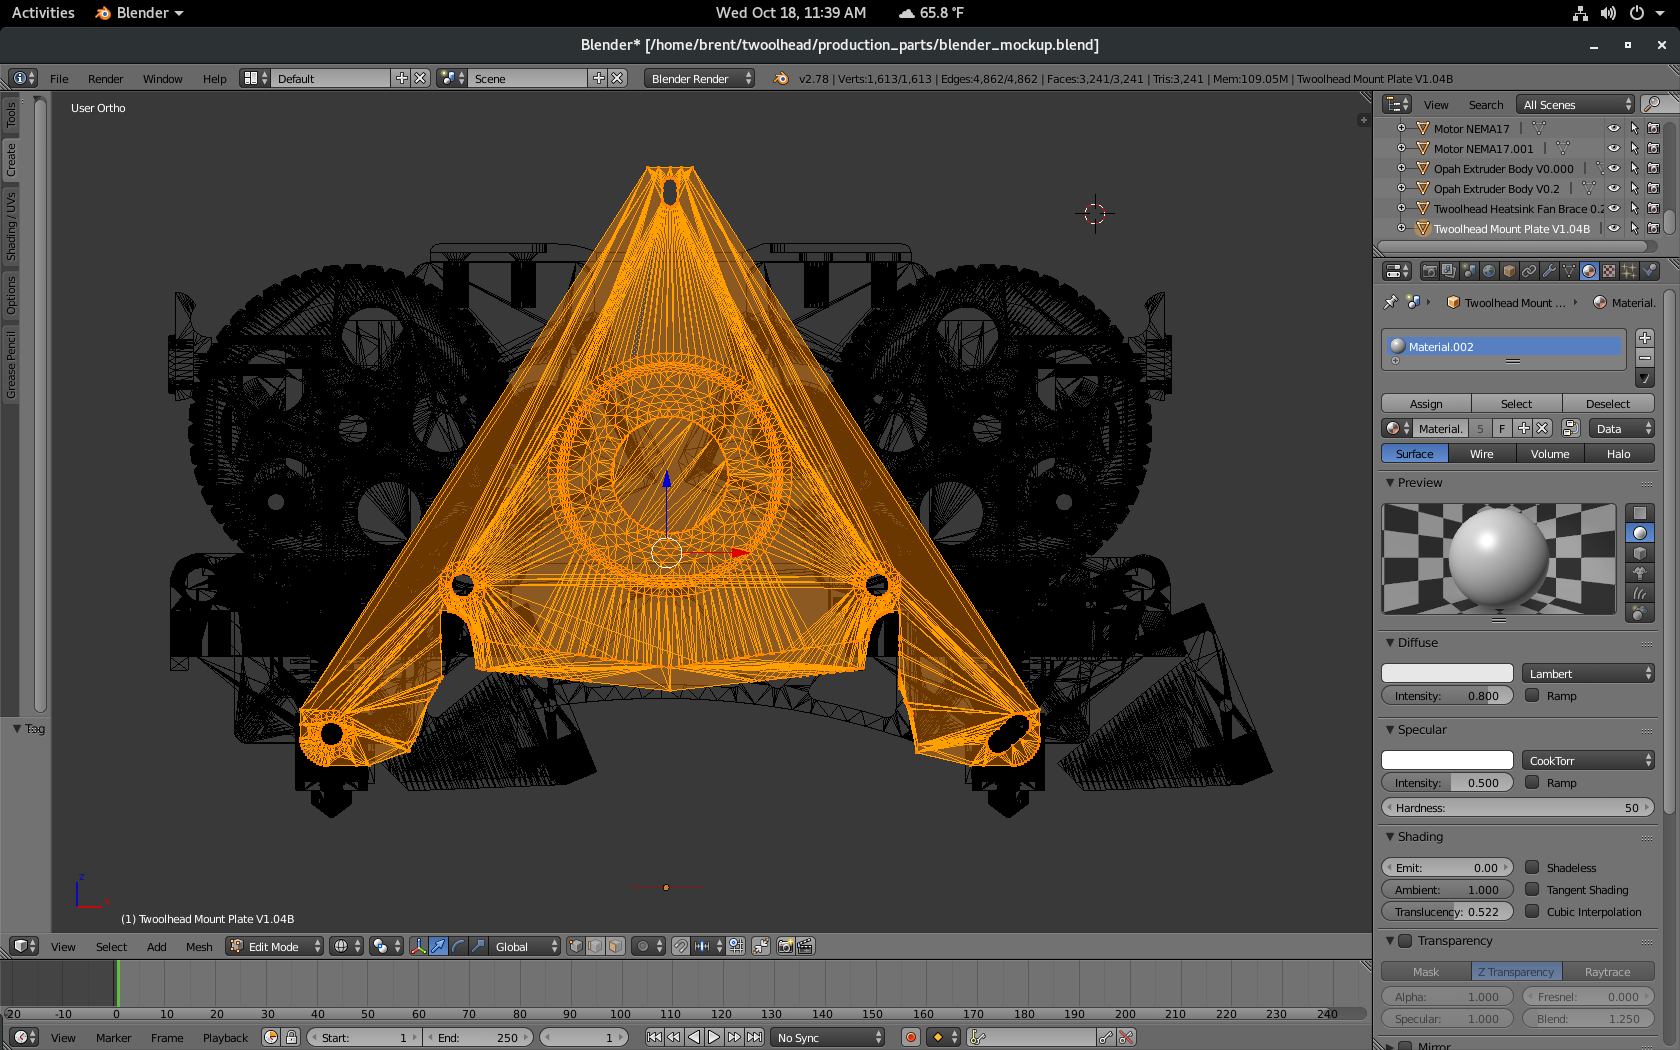 Activities Blender Wed Oct 18, 11:39 AM 65.8 °F
Blender* [/home/brent/twoolhead/production_parts/blender_mockup.blend]
File Render Window Help Default Scene Blender Render v2.78 | Verts:1,613/1,613 | Edges:4,862/4,862 | Faces:3,241/3,241 | Tris:3,241 | Mem:109.05M | Twoolhead Mount Plate V1.04B
User Ortho
Tools
Create
Shading / UVs
Options
Grease Pencil
Tog
z
x
(1) Twoolhead Mount Plate V1.04B
View Search All Scenes
Motor NEMA17
Motor NEMA17.001
Opah Extruder Body V0.000
Opah Extruder Body V0.2
Twoolhead Heatsink Fan Brace 0.2
Twoolhead Mount Plate V1.04B
Twoolhead Mount ... Material.
Material.002
Assign Select Deselect
Material. 5 F Data
Surface Wire Volume Halo
Preview
Diffuse
Lambert
Intensity: 0.800 Ramp
Specular
CookTorr
Intensity: 0.500 Ramp
Hardness: 50
Shading
Emit: 0.00 Shadeless
Ambient: 1.000 Tangent Shading
Translucency: 0.522 Cubic Interpolation
Transparency
Mask Z Transparency Raytrace
Alpha: 1.000 Fresnel: 0.000
Specular: 1.000 Blend: 1.250
Mirror
View Select Add Mesh Edit Mode Global
-20 -10 0 10 20 30 40 50 60 70 80 90 100 110 120 130 140 150 160 170 180 190 200 210 220 230 240
View Marker Frame Playback Start: 1 End: 250 1 No Sync